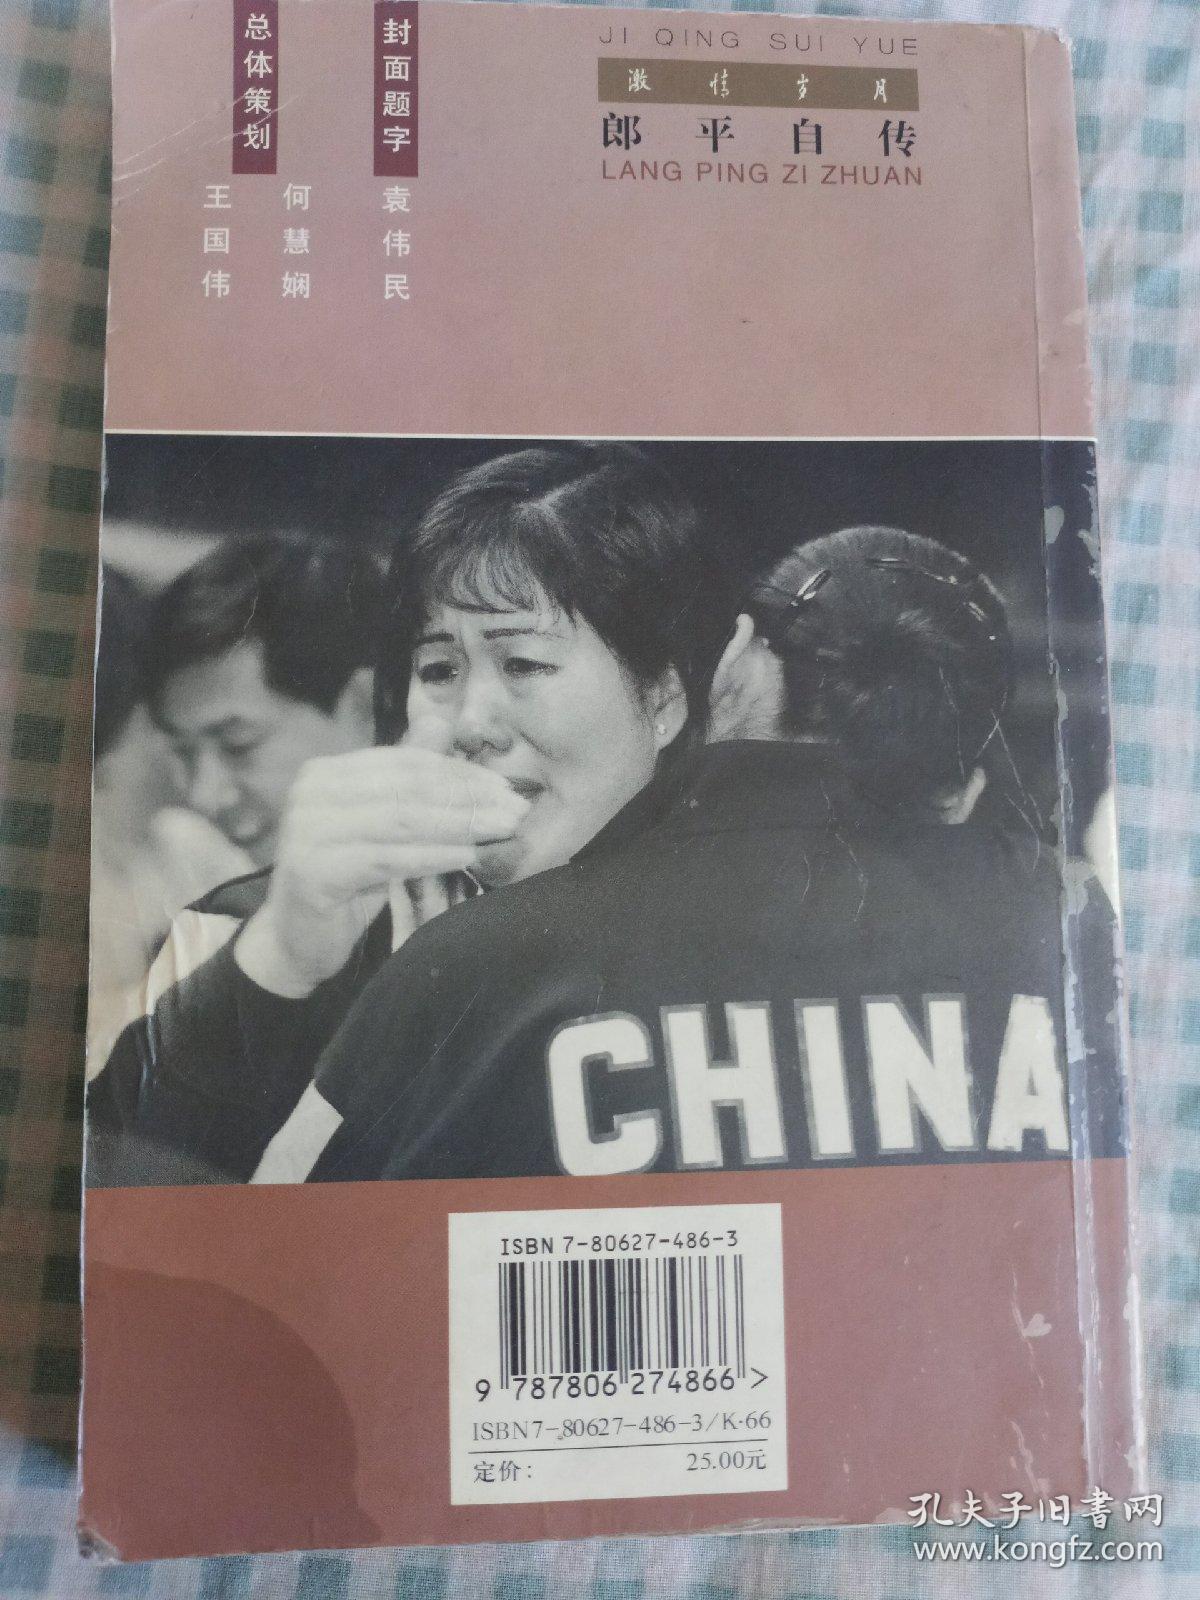 JI QING SUI YUE
激情岁月
郎平自传
LANG PING ZI ZHUAN
封面题字
袁伟民
总体策划
何慧娴
王国伟
CHINA
ISBN 7-80627-486-3
9 787806 274866 >
ISBN7-80627-486-3/K·66
定价: 25.00元
孔夫子旧书网
www.kongfz.com